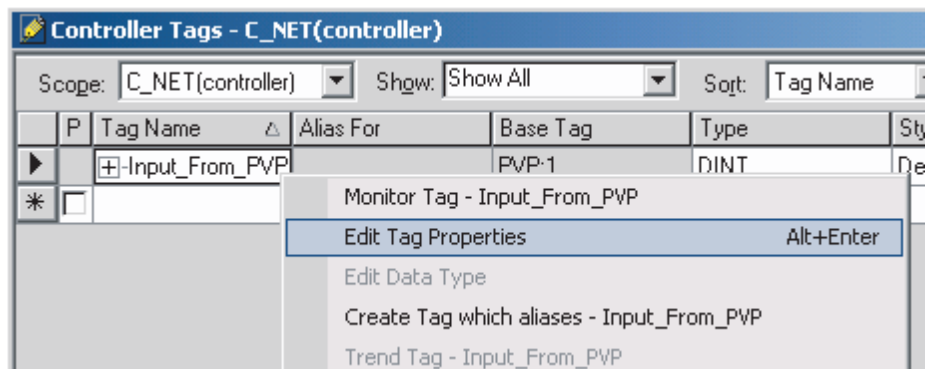 Controller Tags - C_NET(controller)
Scope: C_NET(controller) Show: Show All Sort: Tag Name
P Tag Name Alias For Base Tag Type
Input_From_PVP PVP:1 DINT
Monitor Tag - Input_From_PVP
Edit Tag Properties Alt+Enter
Edit Data Type
Create Tag which aliases - Input_From_PVP
Trend Tag - Input_From_PVP